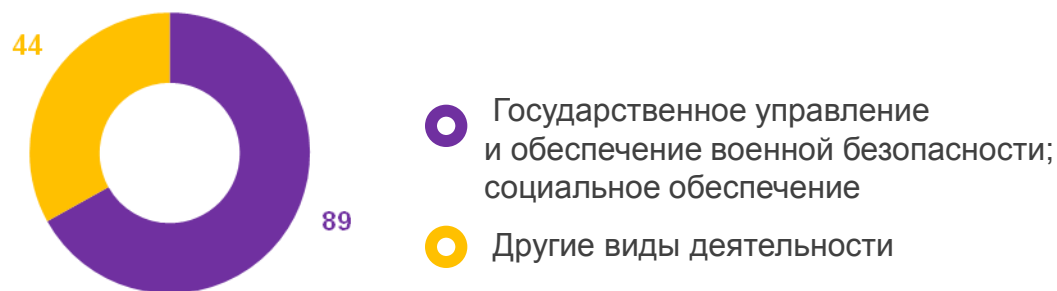 44
Государственное управление
и обеспечение военной безопасности;
социальное обеспечение
89
Другие виды деятельности